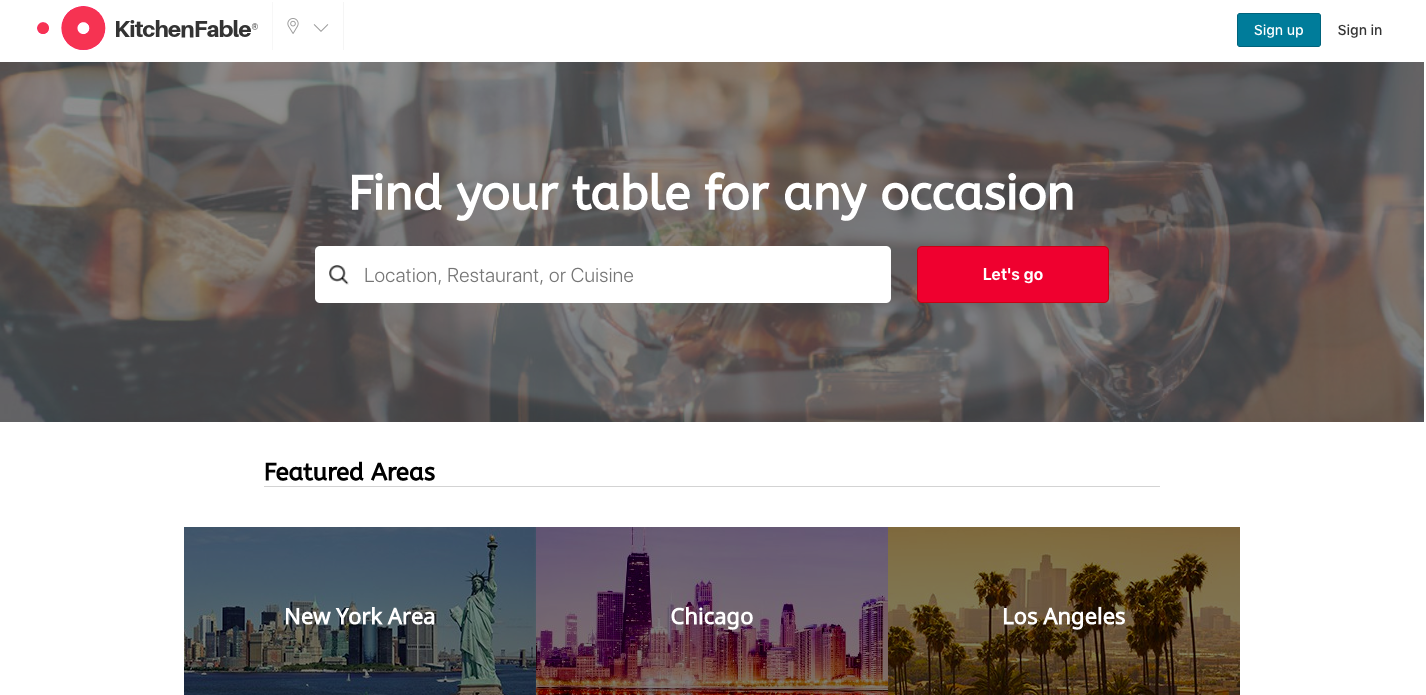 KitchenFable®
Sign up
Sign in
Find your table for any occasion
Location, Restaurant, or Cuisine
Let's go
Featured Areas
New York Area
Chicago
Los Angeles